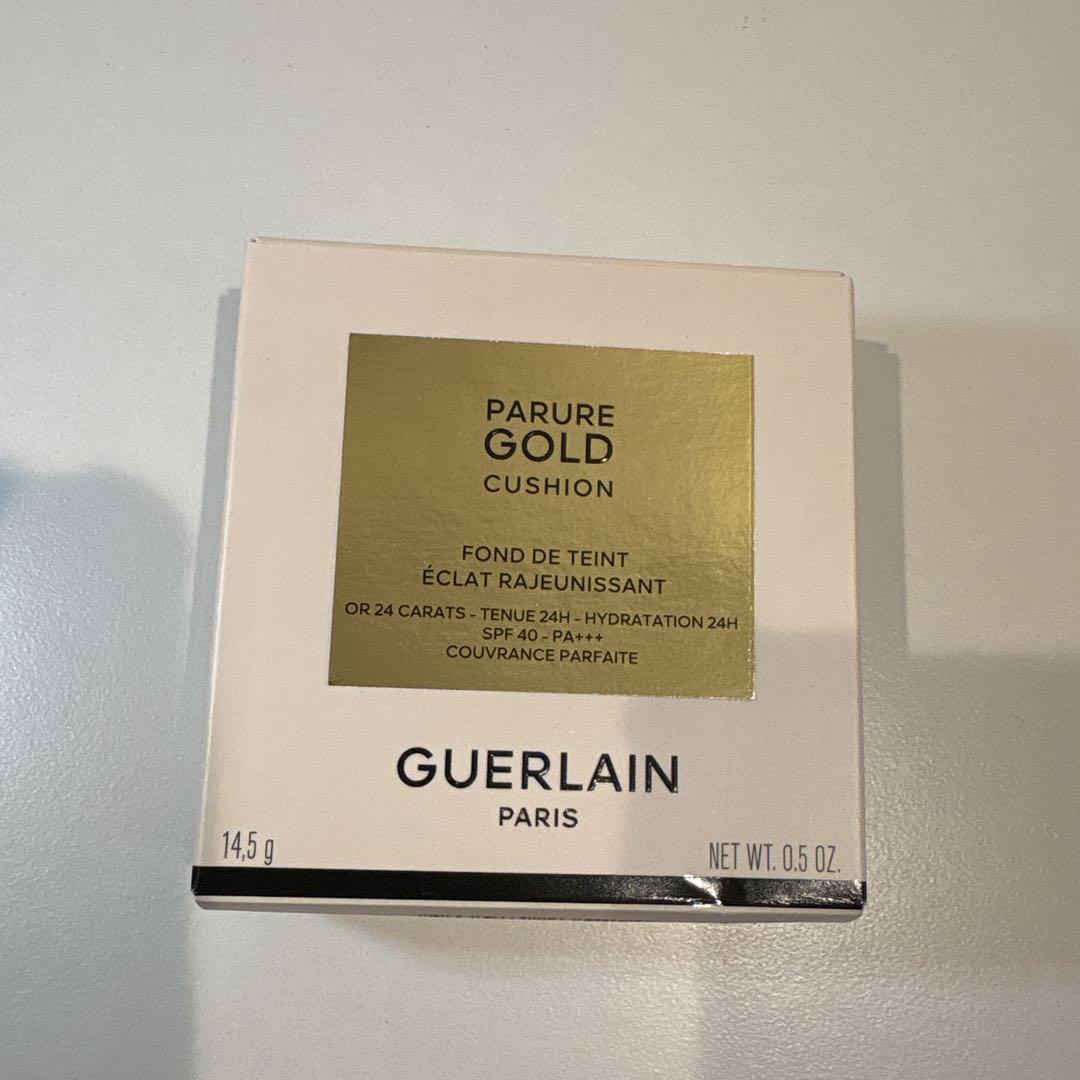 PARURE
GOLD
CUSHION
FOND DE TEINT
ÉCLAT RAJEUNISSANT
OR 24 CARATS - TENUE 24H - HYDRATATION 24H
SPF 40 - PA+++
COUVRANCE PARFAITE
GUERLAIN
PARIS
14,5 g
NET WT. 0.5 OZ.